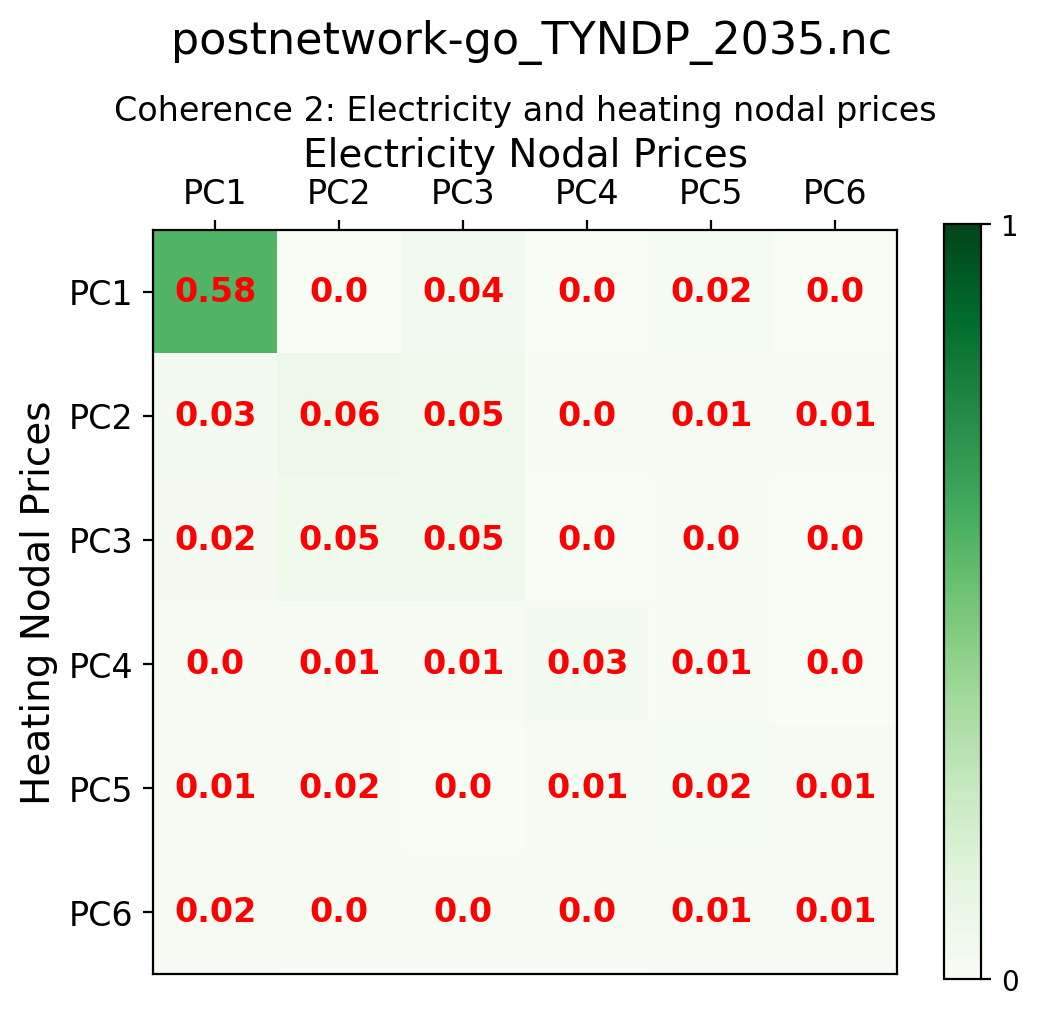 postnetwork-go_TYNDP_2035.nc
Coherence 2: Electricity and heating nodal prices
Electricity Nodal Prices
PC1 PC2 PC3 PC4 PC5 PC6
1
PC1 0.58 0.0 0.04 0.0 0.02 0.0
PC2 0.03 0.06 0.05 0.0 0.01 0.01
PC3 0.02 0.05 0.05 0.0 0.0 0.0
Heating Nodal Prices
PC4 0.0 0.01 0.01 0.03 0.01 0.0
PC5 0.01 0.02 0.0 0.01 0.02 0.01
PC6 0.02 0.0 0.0 0.0 0.01 0.01
0